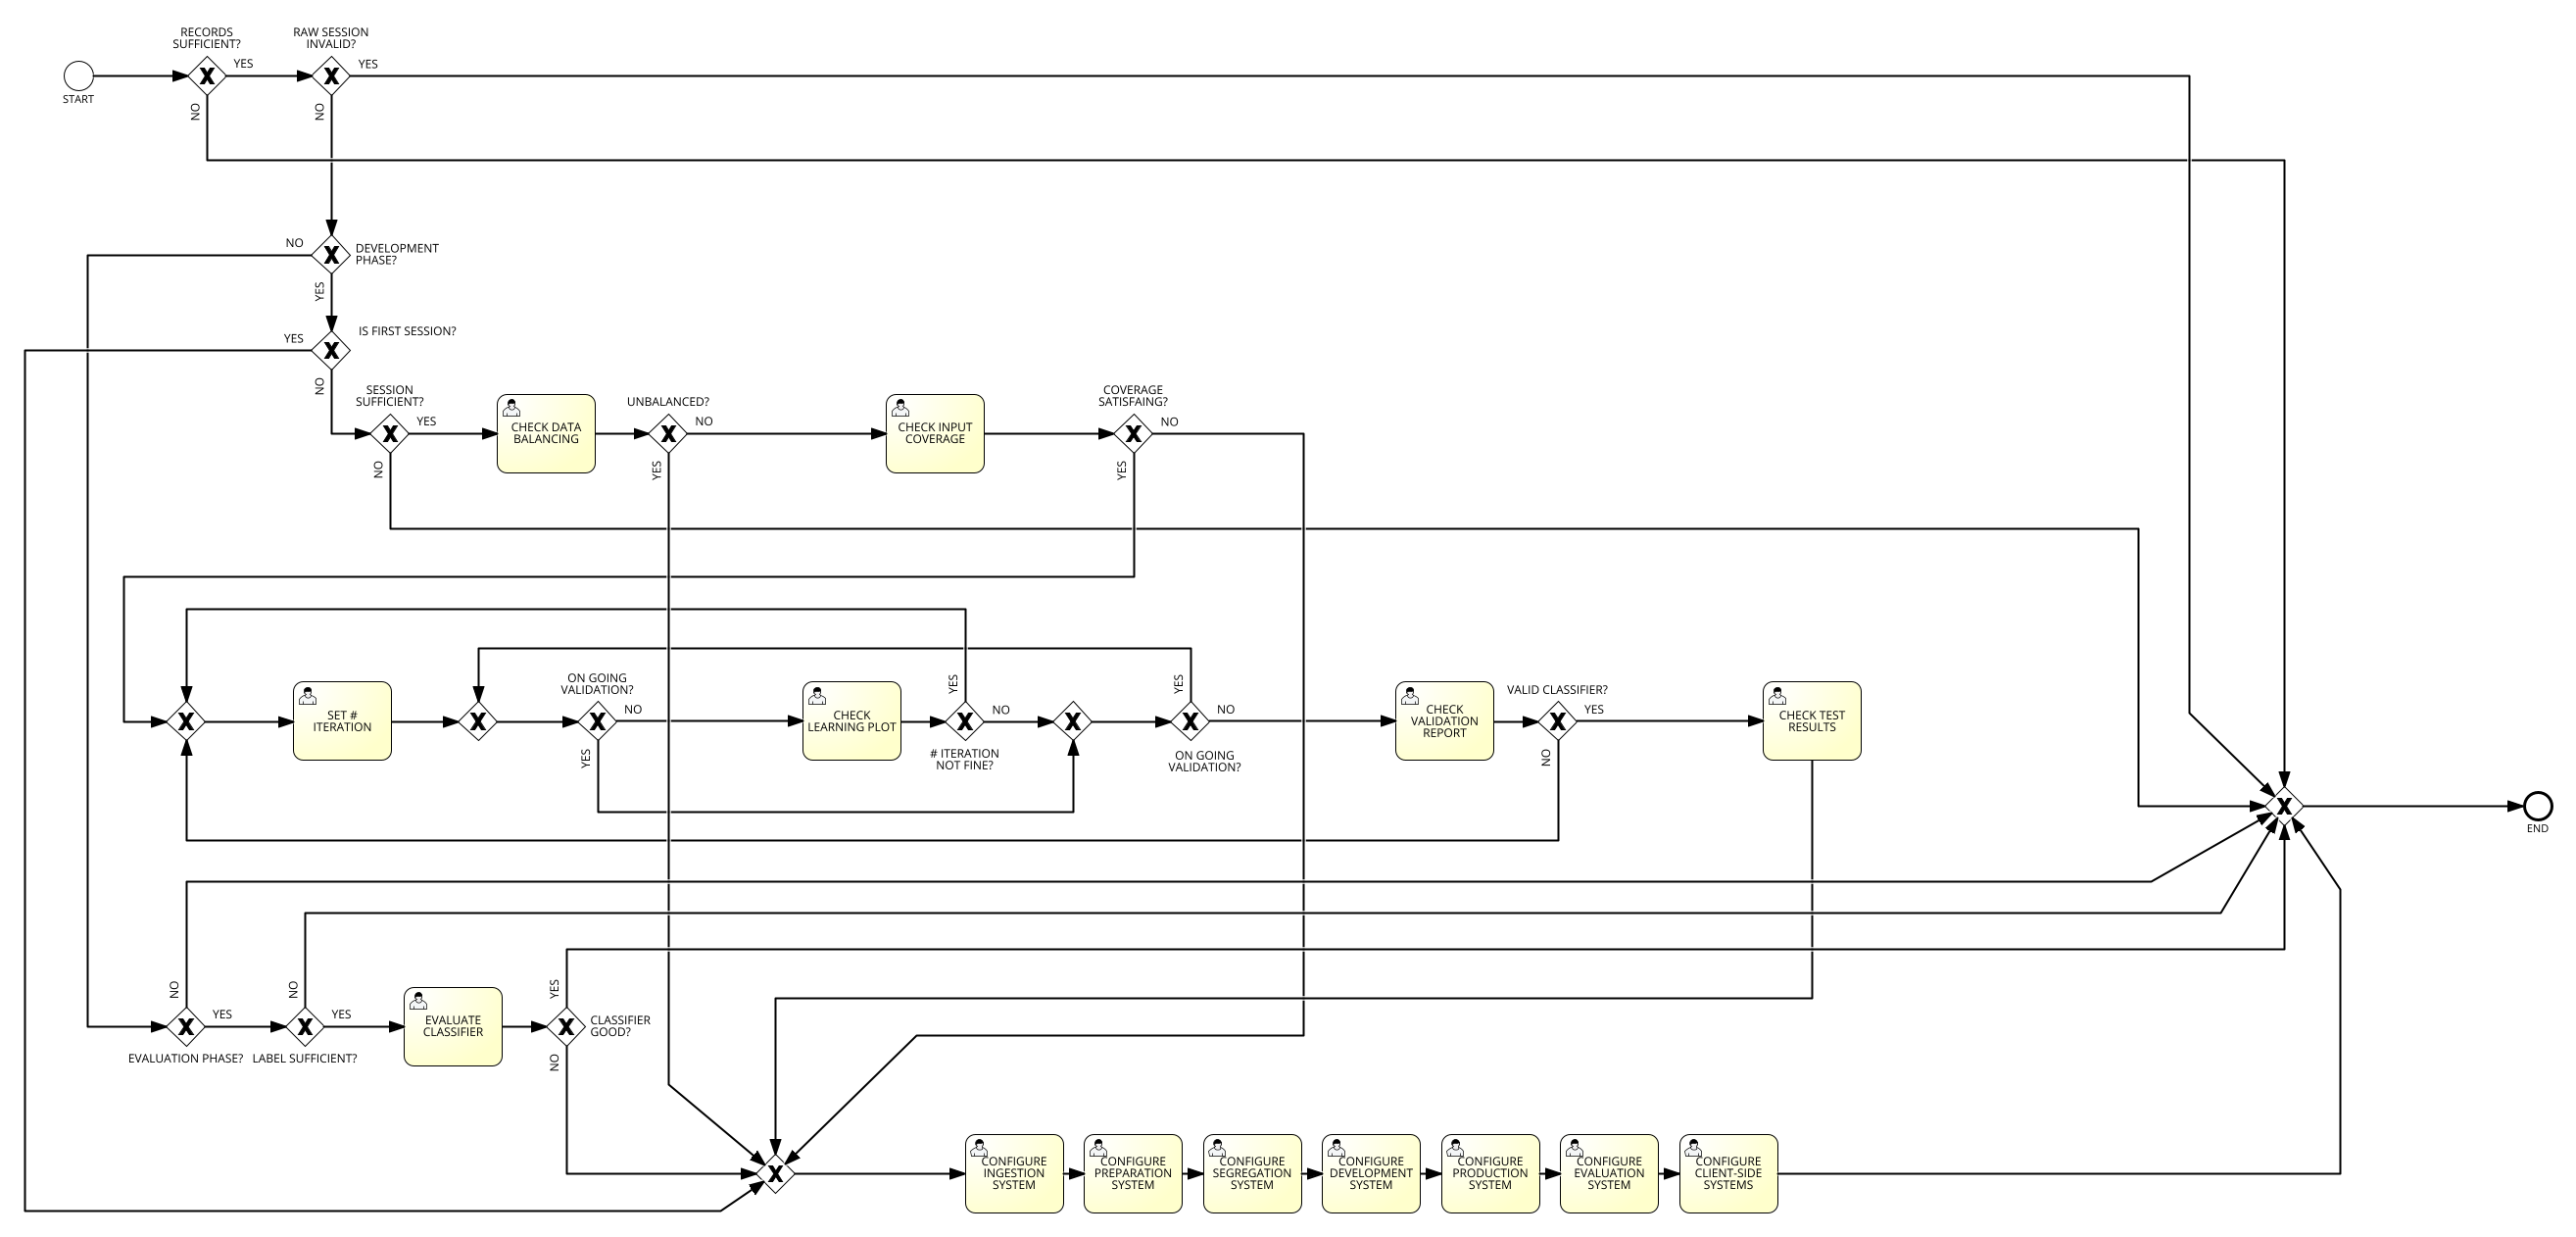 RECORDS
SUFFICIENT?
RAW SESSION
INVALID?
YES
YES
START
NO
NO
NO
DEVELOPMENT
PHASE?
YES
IS FIRST SESSION?
YES
NO
SESSION
SUFFICIENT?
YES
NO
CHECK DATA
BALANCING
UNBALANCED?
NO
YES
CHECK INPUT
COVERAGE
COVERAGE
SATISFAING?
NO
YES
SET #
ITERATION
ON GOING
VALIDATION?
NO
YES
CHECK
LEARNING PLOT
YES
NO
# ITERATION
NOT FINE?
YES
NO
ON GOING
VALIDATION?
CHECK
VALIDATION
REPORT
VALID CLASSIFIER?
YES
NO
CHECK TEST
RESULTS
END
NO
YES
EVALUATION PHASE?
NO
YES
LABEL SUFFICIENT?
EVALUATE
CLASSIFIER
YES
CLASSIFIER
GOOD?
NO
CONFIGURE
INGESTION
SYSTEM
CONFIGURE
PREPARATION
SYSTEM
CONFIGURE
SEGREGATION
SYSTEM
CONFIGURE
DEVELOPMENT
SYSTEM
CONFIGURE
PRODUCTION
SYSTEM
CONFIGURE
EVALUATION
SYSTEM
CONFIGURE
CLIENT-SIDE
SYSTEMS